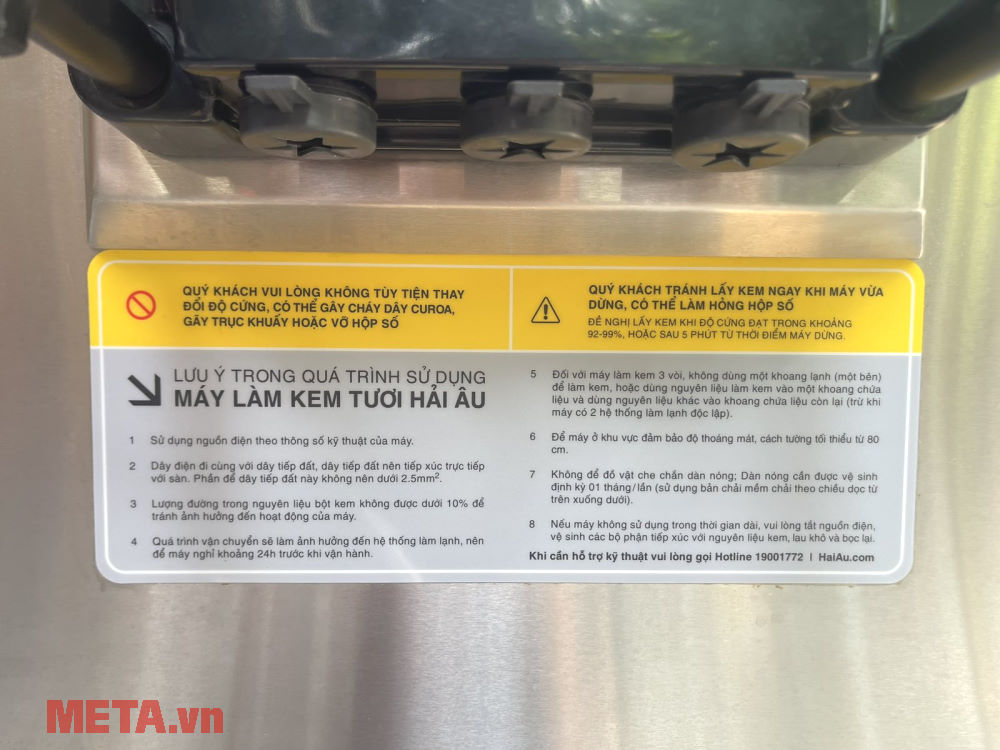 QUÝ KHÁCH VUI LÒNG KHÔNG TÙY TIỆN THAY
ĐỔI ĐỘ CỨNG, CÓ THỂ GÂY CHÁY DÂY CUROA,
GÂY TRỤC KHUẤY HOẶC VỠ HỘP SỐ
QUÝ KHÁCH TRÁNH LẤY KEM NGAY KHI MÁY VỪA
DỪNG, CÓ THỂ LÀM HỎNG HỘP SỐ
ĐỀ NGHỊ LẤY KEM KHI ĐỘ CỨNG ĐẠT TRONG KHOẢNG
92-99%, HOẶC SAU 5 PHÚT TỪ THỜI ĐIỂM MÁY DỪNG.
LƯU Ý TRONG QUÁ TRÌNH SỬ DỤNG
MÁY LÀM KEM TƯƠI HẢI ÂU
1 Sử dụng nguồn điện theo thông số kỹ thuật của máy.
2 Dây điện đi cùng với dây tiếp đất, dây tiếp đất nên tiếp xúc trực tiếp
với sàn. Phần để dây tiếp đất này không nên dưới 2.5mm².
3 Lượng đường trong nguyên liệu bột kem không được dưới 10% để
tránh ảnh hưởng đến hoạt động của máy.
4 Quá trình vận chuyển sẽ làm ảnh hưởng đến hệ thống làm lạnh, nên
để máy nghỉ khoảng 24h trước khi vận hành.
5 Đối với máy làm kem 3 vòi, không dùng một khoang lạnh (một bên)
để làm kem, hoặc dùng nguyên liệu làm kem vào một khoang chứa
liệu và dùng nguyên liệu khác vào khoang chứa liệu còn lại (trừ khi
máy có 2 hệ thống làm lạnh độc lập).
6 Để máy ở khu vực đảm bảo độ thoáng mát, cách tường tối thiểu từ 80
cm.
7 Không để đồ vật che chắn dàn nóng; Dàn nóng cần được vệ sinh
định kỳ 01 tháng/lần (sử dụng bản chải mềm chải theo chiều dọc từ
trên xuống dưới).
8 Nếu máy không sử dụng trong thời gian dài, vui lòng tắt nguồn điện,
vệ sinh các bộ phận tiếp xúc với nguyên liệu kem, lau khô và bọc lại.
Khi cần hỗ trợ kỹ thuật vui lòng gọi Hotline 19001772 I HaiAu.com
META.vn